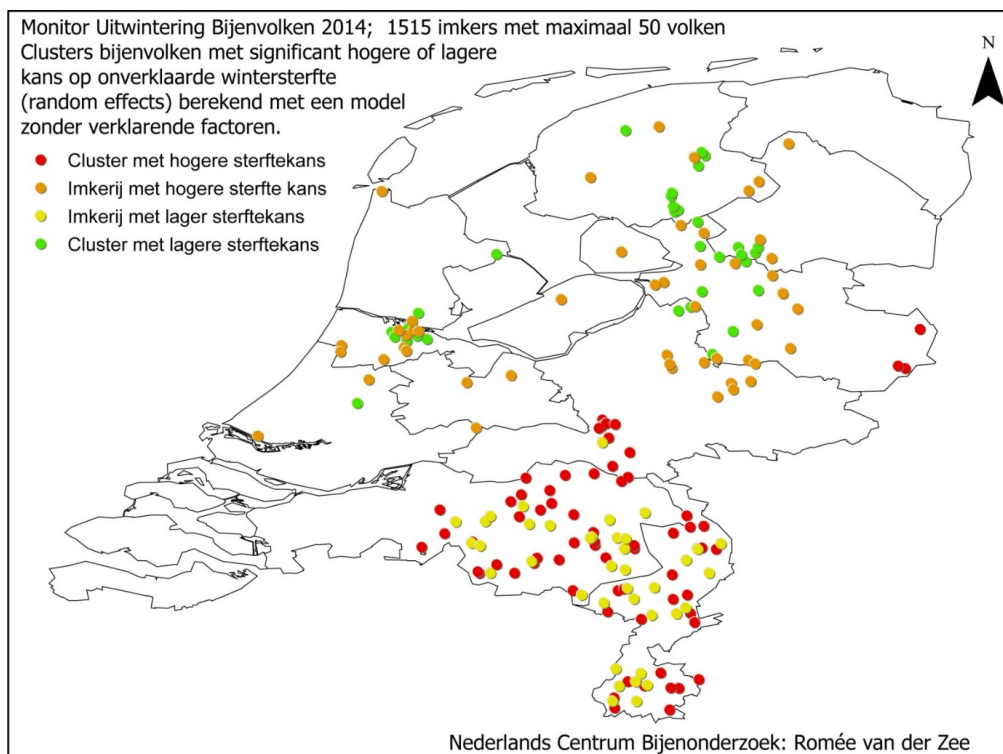 Monitor Uitwintering Bijenvolken 2014;  1515 imkers met maximaal 50 volken
Clusters bijenvolken met significant hogere of lagere
kans op onverklaarde wintersterfte
(random effects) berekend met een model
zonder verklarende factoren.
N
Cluster met hogere sterftekans
Imkerij met hogere sterfte kans
Imkerij met lager sterftekans
Cluster met lagere sterftekans
Nederlands Centrum Bijenonderzoek: Romée van der Zee